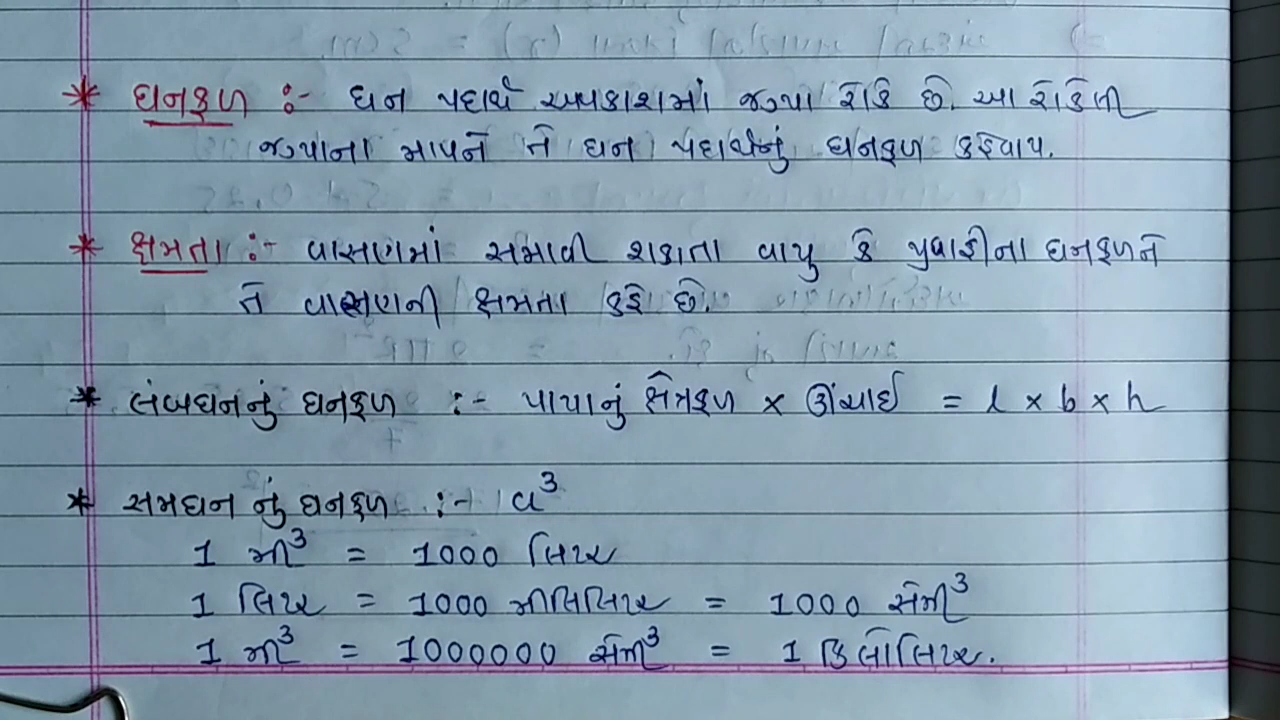 * ઘનફળ :- ઘન પદાર્થ અવકાશમાં જગ્યા રોકે છે. આ રોકેલી
જગ્યાના માપને તે ઘન પદાર્થનું ઘનફળ કહેવાય.
* ક્ષમતા :- વાસણમાં સમાવી શકાતા વાયુ કે પ્રવાહીના ઘનફળને
તે વાસણની ક્ષમતા કહે છે.
* લંબઘનનું ઘનફળ :- પાયાનું ક્ષેત્રફળ × ઊંચાઈ = l × b × h
* સમઘન નું ઘનફળ :- a³
1 મી³ = 1000 લિટર
1 લિટર = 1000 મીલિલિટર = 1000 સેમી³
1 મી³ = 1000000 સેમી³ = 1 કિલોલિટર.